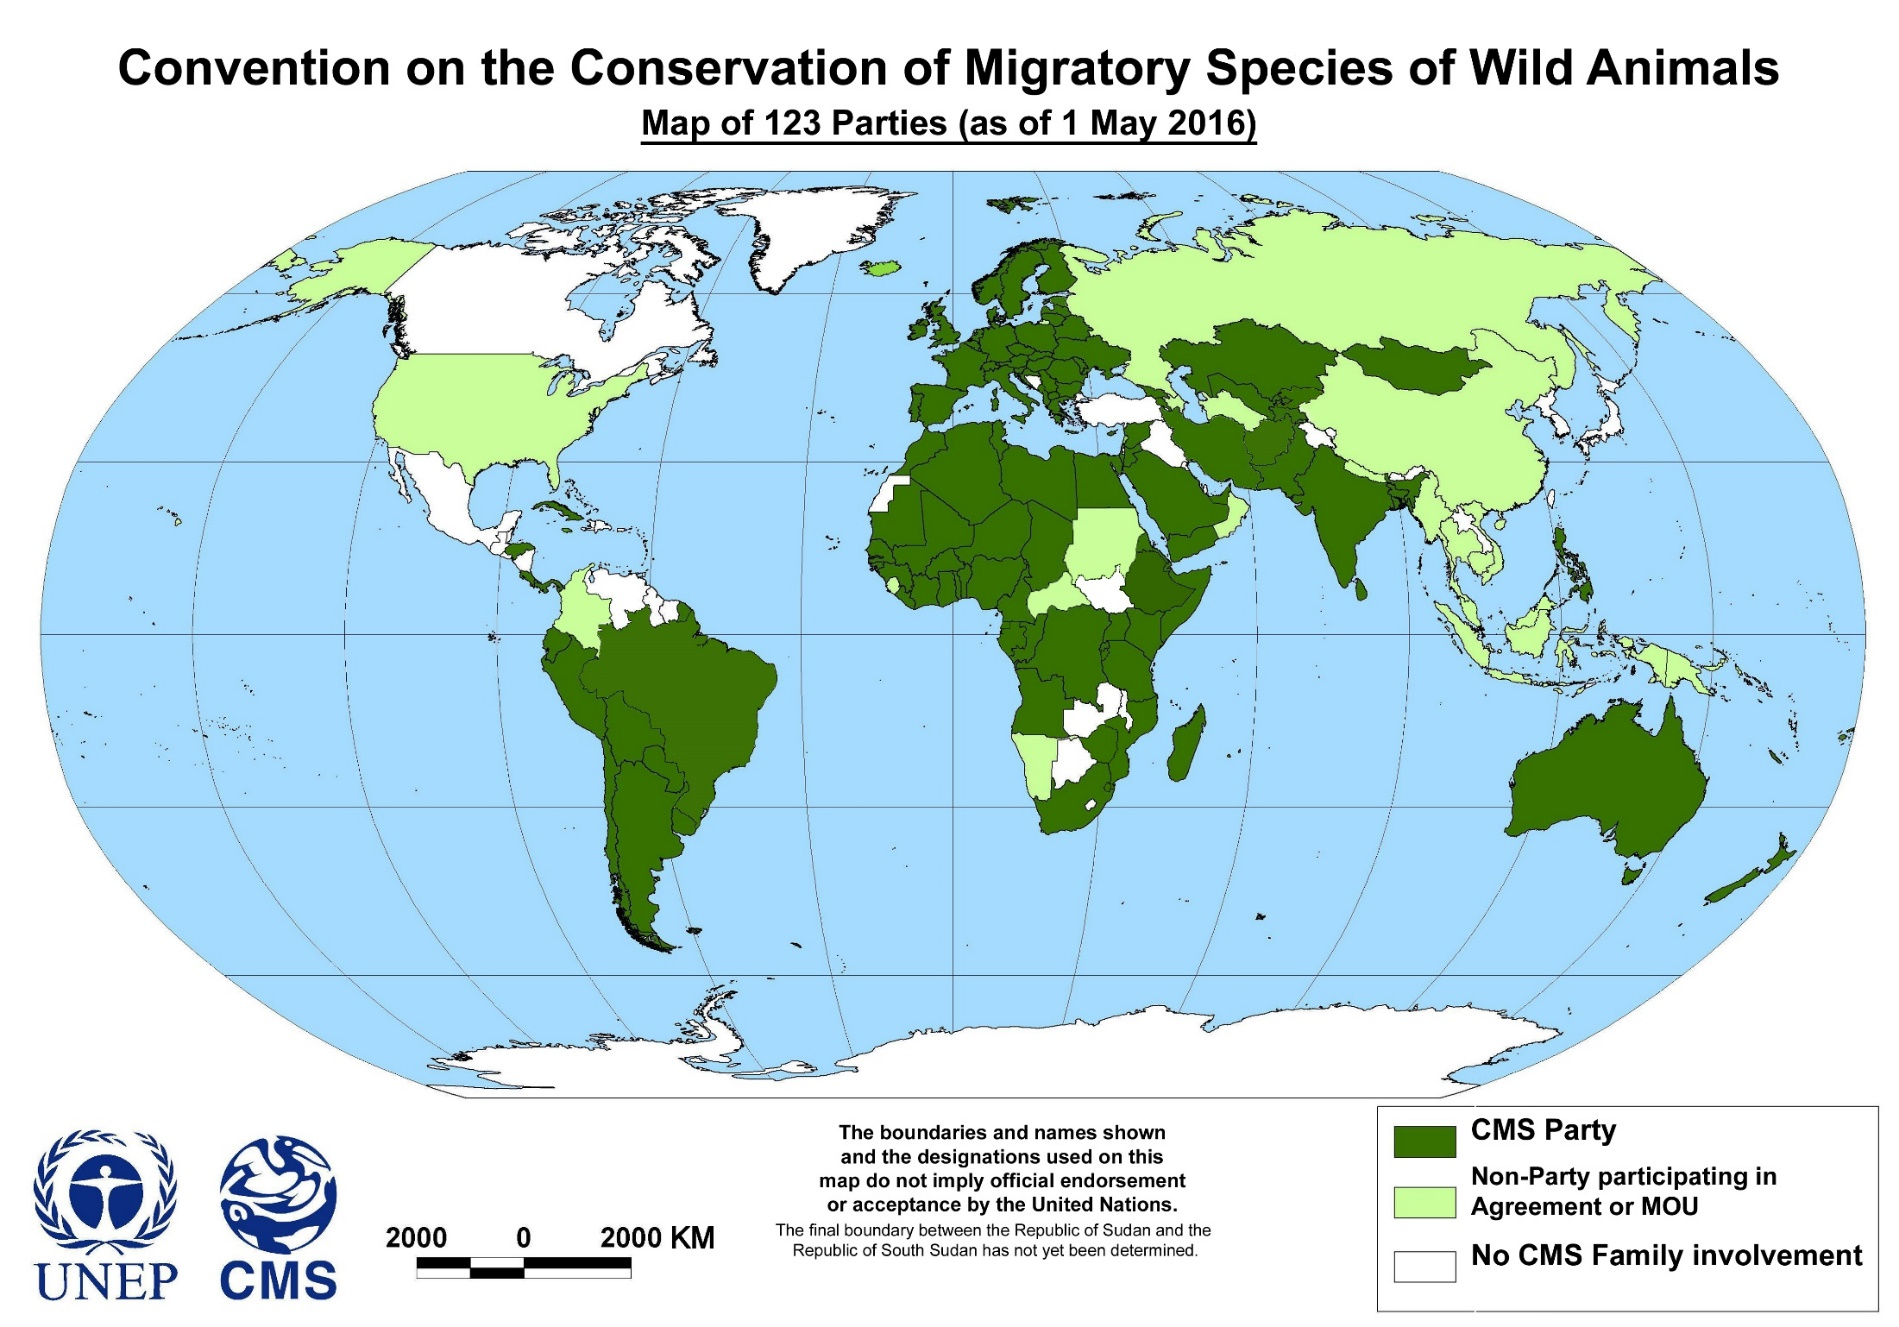 Convention on the Conservation of Migratory Species of Wild Animals
Map of 123 Parties (as of 1 May 2016)
The boundaries and names shown
and the designations used on this
map do not imply official endorsement
or acceptance by the United Nations.
The final boundary between the Republic of Sudan and the
Republic of South Sudan has not yet been determined.
UNEP
CMS
2000 0 2000 KM
CMS Party
Non-Party participating in
Agreement or MOU
No CMS Family involvement